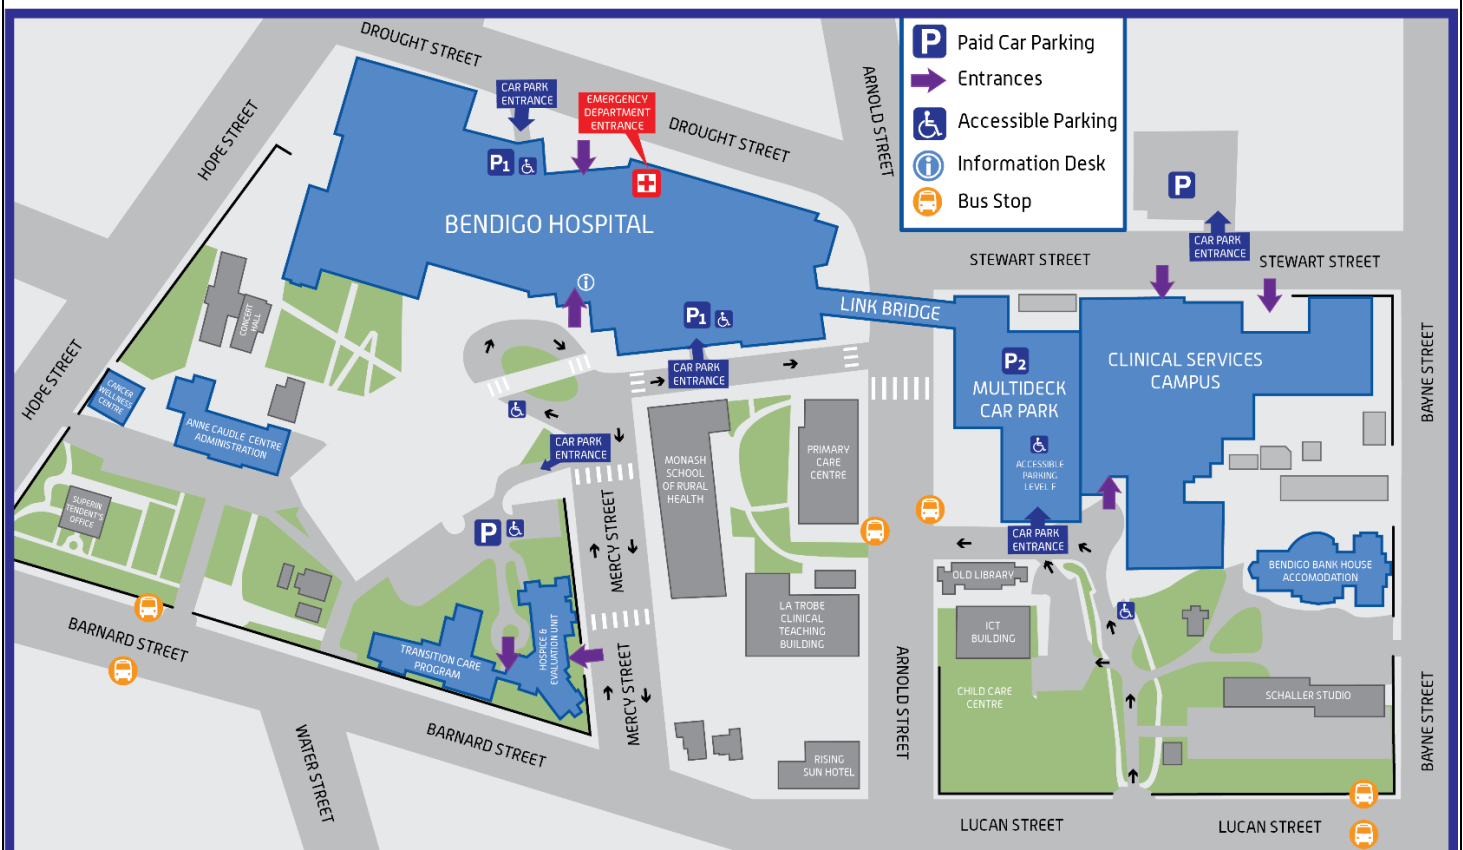 DROUGHT STREET
P
Paid Car Parking
Entrances
Accessible Parking
Information Desk
Bus Stop
CAR PARK
ENTRANCE
EMERGENCY
DEPARTMENT
ENTRANCE
DROUGHT STREET
ARNOLD STREET
HOPE STREET
P1
P
BENDIGO HOSPITAL
CAR PARK
ENTRANCE
STEWART STREET
STEWART STREET
i
P1
LINK BRIDGE
CONCERT
HALL
HOPE STREET
CAR PARK
ENTRANCE
P2
MULTIDECK
CAR PARK
CLINICAL SERVICES
CAMPUS
BAYNE STREET
CANCER
WELLNESS
CENTRE
ANNE CAUDLE CENTRE
ADMINISTRATION
CAR PARK
ENTRANCE
MONASH
SCHOOL
OF RURAL
HEALTH
PRIMARY
CARE
CENTRE
ACCESSIBLE
PARKING
LEVEL F
SUPERIN
TENDENT'S
OFFICE
P
MERCY STREET
CAR PARK
ENTRANCE
OLD LIBRARY
BENDIGO BANK HOUSE
ACCOMODATION
BARNARD STREET
TRANSITION CARE
PROGRAM
HOSPICE &
EVALUATION UNIT
LA TROBE
CLINICAL
TEACHING
BUILDING
ICT
BUILDING
MERCY STREET
ARNOLD STREET
CHILD CARE
CENTRE
SCHALLER STUDIO
BAYNE STREET
WATER STREET
BARNARD STREET
RISING
SUN HOTEL
LUCAN STREET
LUCAN STREET